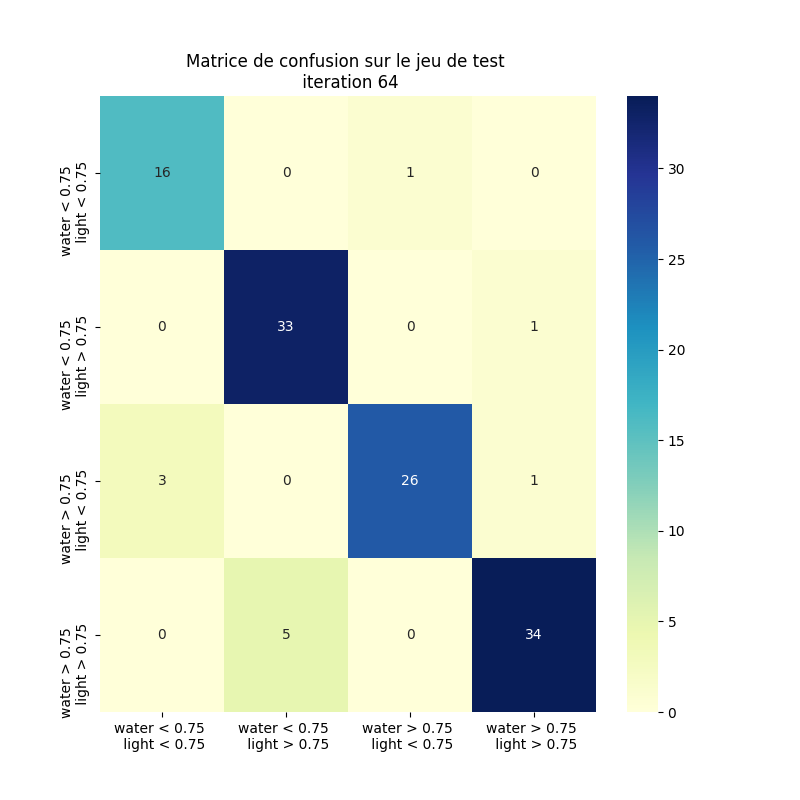 Matrice de confusion sur le jeu de test
iteration 64
water < 0.75
light < 0.75
16 0 1 0
water < 0.75
light > 0.75
0 33 0 1
water > 0.75
light < 0.75
3 0 26 1
water > 0.75
light > 0.75
0 5 0 34
water < 0.75 water < 0.75 water > 0.75 water > 0.75
light < 0.75 light > 0.75 light < 0.75 light > 0.75
30
25
20
15
10
5
0